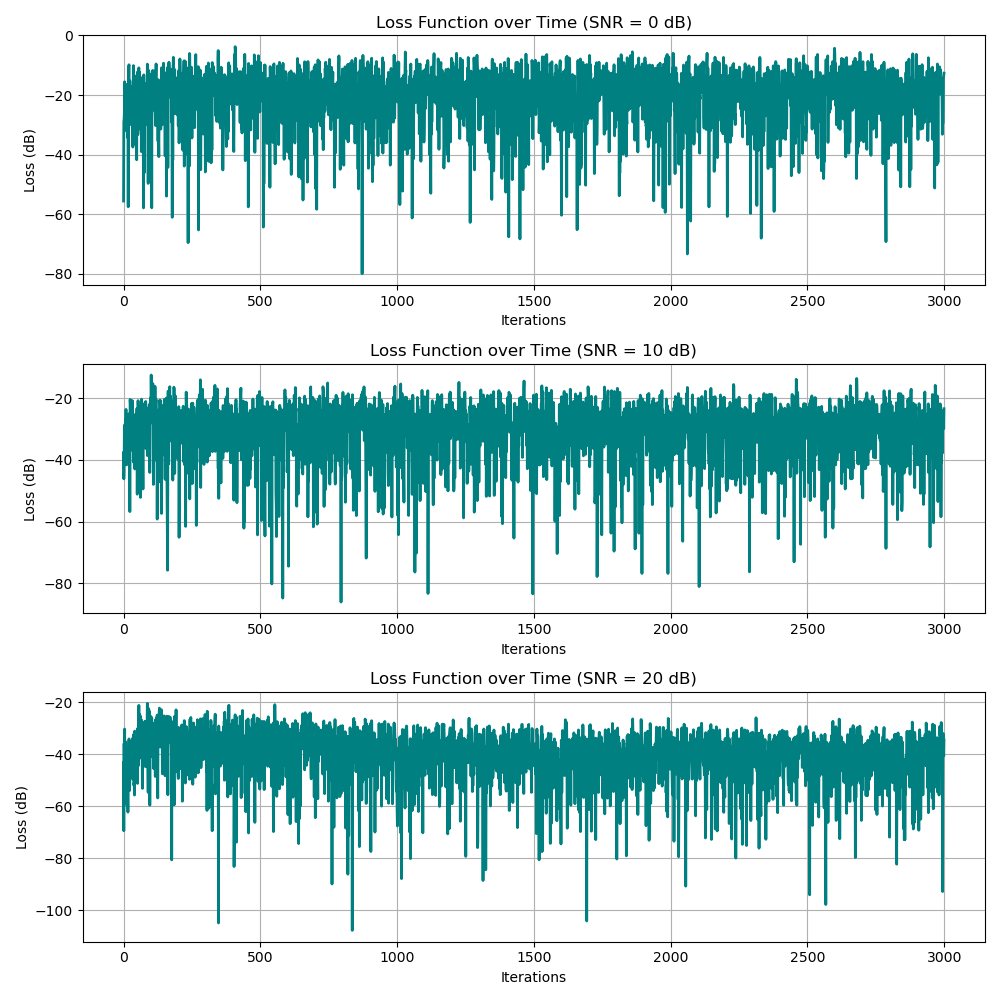 Loss Function over Time (SNR = 0 dB)
0
−20
−40
−60
−80
Loss (dB)
0 500 1000 1500 2000 2500 3000
Iterations
Loss Function over Time (SNR = 10 dB)
−20
−40
−60
−80
Loss (dB)
0 500 1000 1500 2000 2500 3000
Iterations
Loss Function over Time (SNR = 20 dB)
−20
−40
−60
−80
−100
Loss (dB)
0 500 1000 1500 2000 2500 3000
Iterations